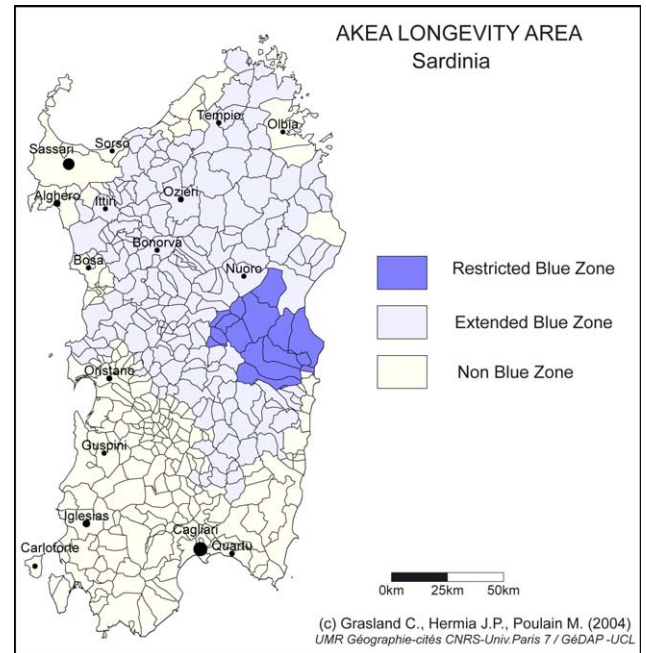 AKEA LONGEVITY AREA
Sardinia
Tempio
Olbia
Sorso
Sassari
Alghero
Ittiri
Ozieri
Bonorva
Bosa
Nuoro
Restricted Blue Zone
Extended Blue Zone
Non Blue Zone
Oristano
Guspini
Iglesias
Cagliari
Quartu
Carloforte
0km 25km 50km
(c) Grasland C., Hermia J.P., Poulain M. (2004)
UMR Géographie-cités CNRS-Univ.Paris 7 / GéDAP -UCL